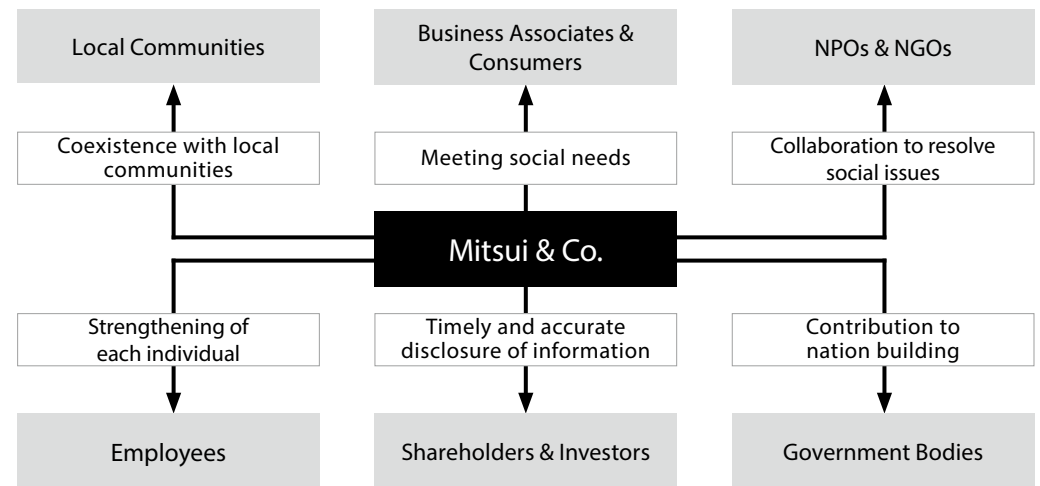 Local Communities
Business Associates &
Consumers
NPOs & NGOs
Coexistence with local
communities
Meeting social needs
Collaboration to resolve
social issues
Mitsui & Co.
Strengthening of
each individual
Timely and accurate
disclosure of information
Contribution to
nation building
Employees
Shareholders & Investors
Government Bodies